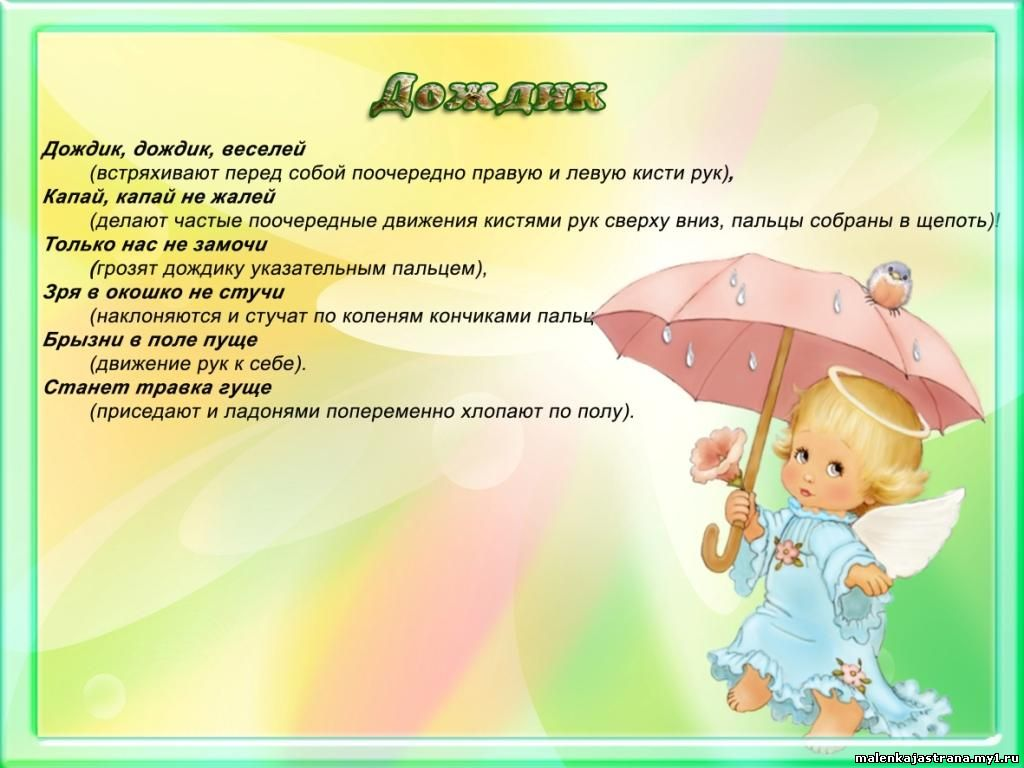 Дождик
Дождик, дождик, веселей
(встряхивают перед собой поочередно правую и левую кисти рук),
Капай, капай не жалей
(делают частые поочередные движения кистями рук сверху вниз, пальцы собраны в щепоть)!
Только нас не замочи
(грозят дождику указательным пальцем),
Зря в окошко не стучи
(наклоняются и стучат по коленям кончиками
Брызни в поле пуще
(движение рук к себе).
Станет травка гуще
(приседают и ладонями попеременно хлопают по полу).
malenkajastrana.my1.ru